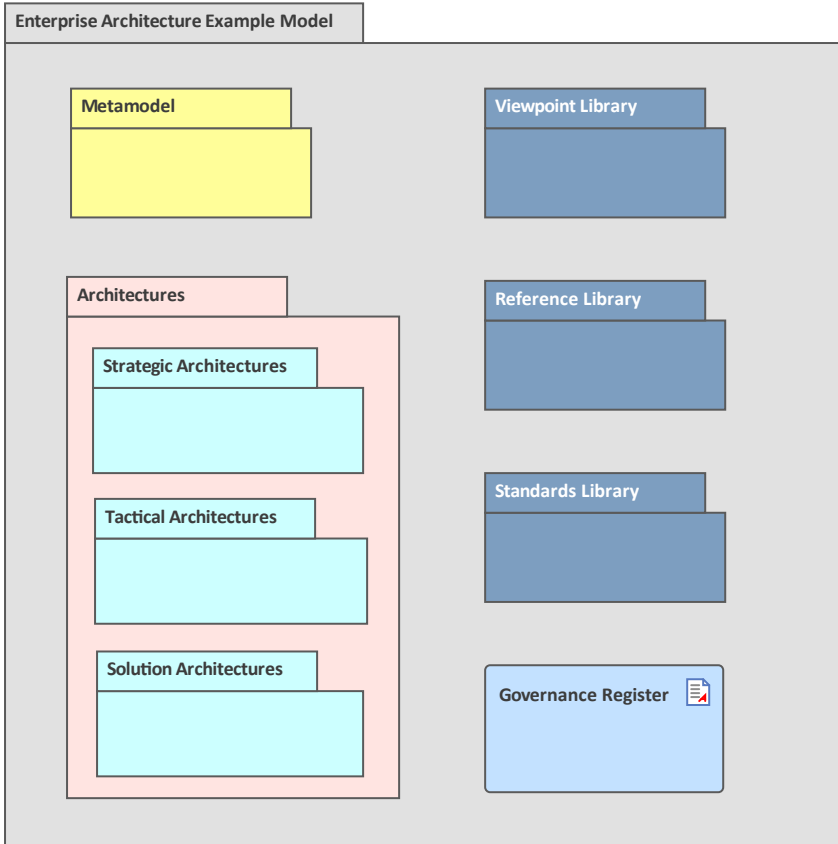 Enterprise Architecture Example Model
Metamodel
Viewpoint Library
Architectures
Reference Library
Strategic Architectures
Tactical Architectures
Standards Library
Solution Architectures
Governance Register